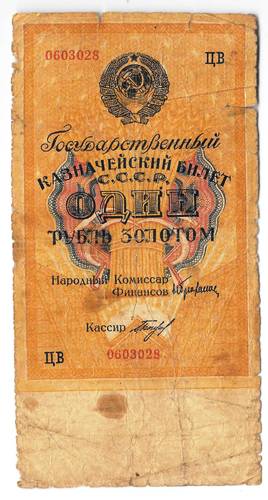 0603028 ЦВ
Государственный
КАЗНАЧЕЙСКИЙ БИЛЕТ
С.С.С.Р.
ОДИН
РУБЛЬ ЗОЛОТОМ
Народный Комиссар
Финансов
Кассир
ЦВ 0603028